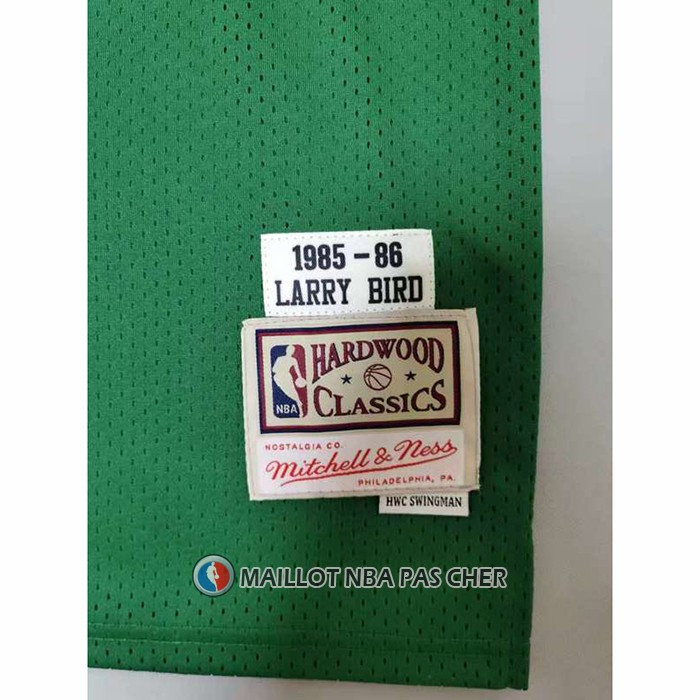 1985 - 86
LARRY BIRD
HARDWOOD
CLASSICS
NBA
NOSTALGIA CO.
Mitchell & Ness
PHILADELPHIA, PA.
HWC SWINGMAN
MAILLOT NBA PAS CHER